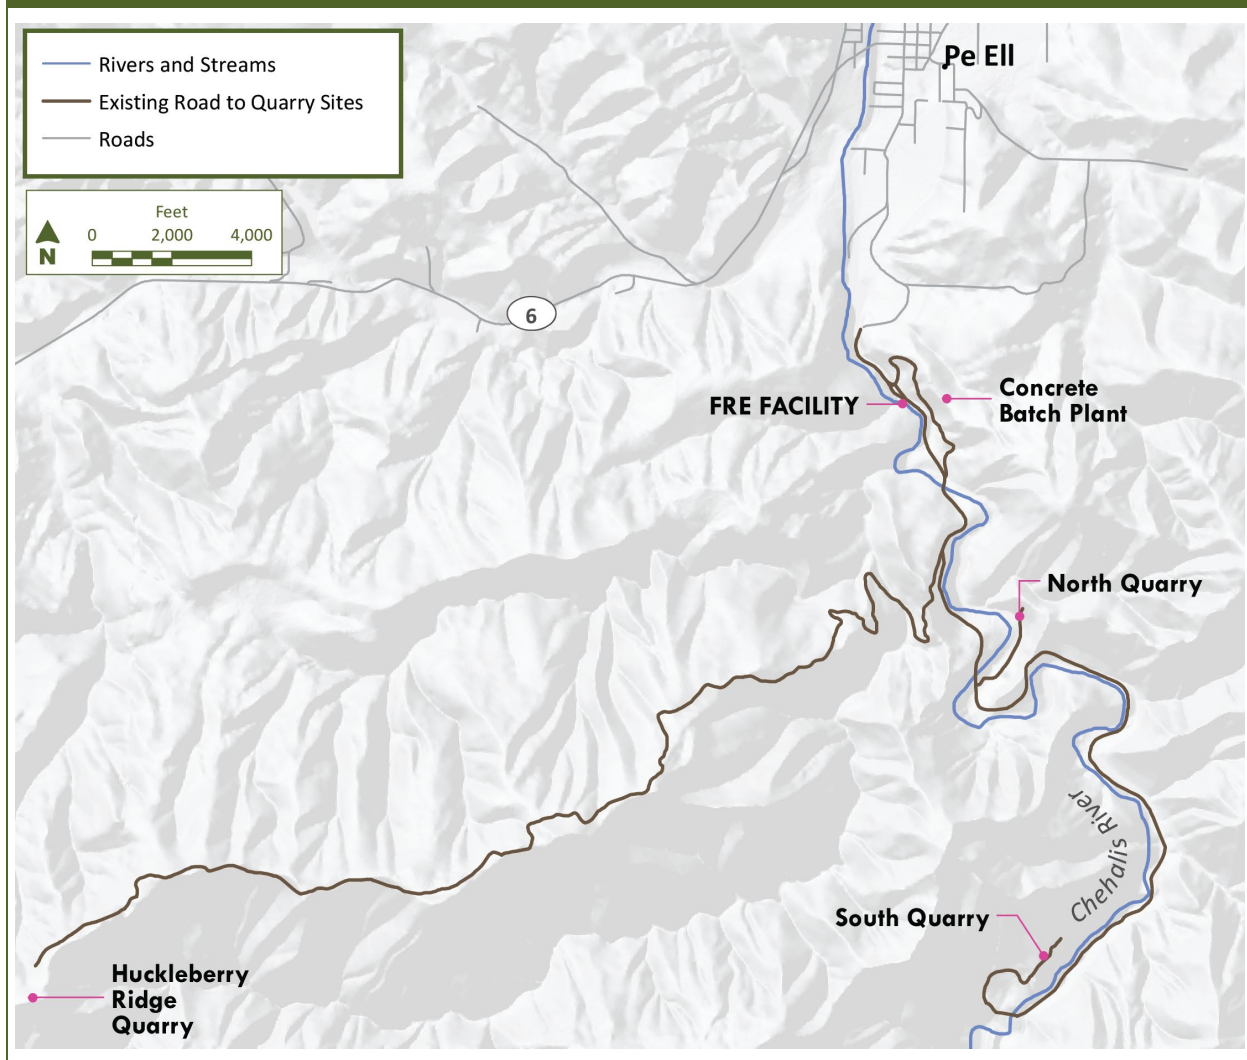 Pe Ell
Rivers and Streams
Existing Road to Quarry Sites
Roads
Feet
0 2,000 4,000
N
6
FRE FACILITY
Concrete
Batch Plant
North Quarry
Chehalis River
South Quarry
Huckleberry
Ridge
Quarry